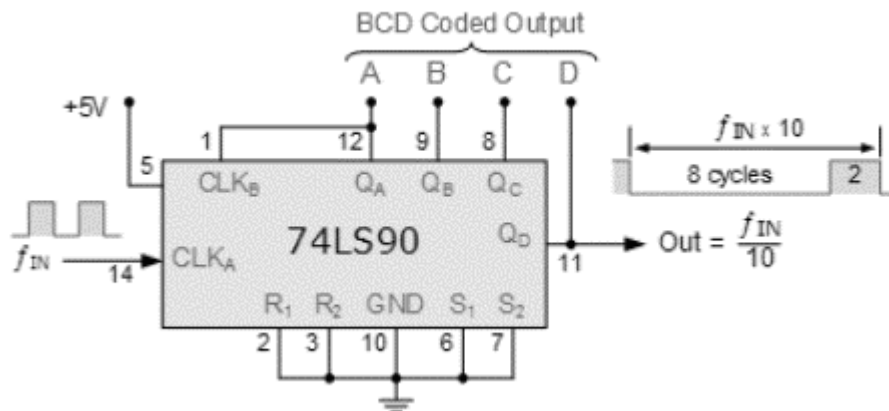 BCD Coded Output
A B C D
+5V
1 12 9 8
5
CLKB QA QB QC
fIN x 10
8 cycles 2
74LS90
QD
fIN
14
CLKA
11
Out = fIN/10
R1 R2 GND S1 S2
2 3 10 6 7